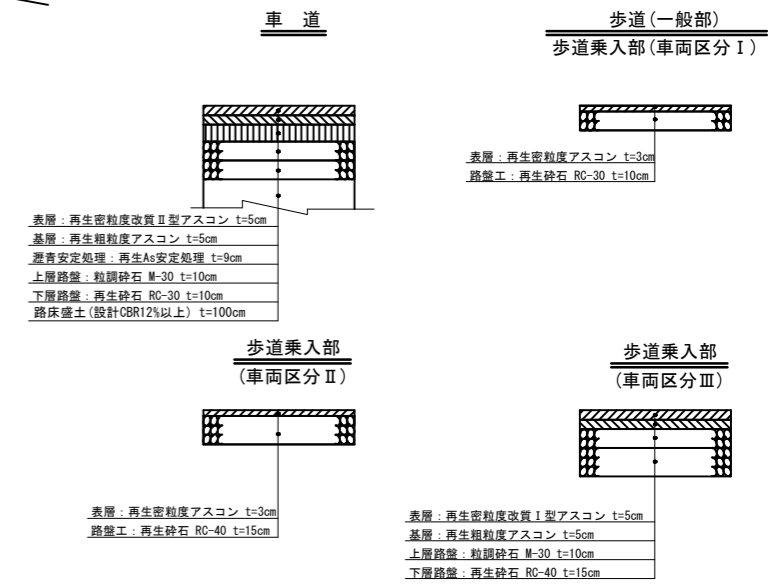 車　道
表層：再生密粒度改質Ⅱ型アスコン t=5cm
基層：再生粗粒度アスコン t=5cm
瀝青安定処理：再生As安定処理 t=9cm
上層路盤：粒調砕石 M-30 t=10cm
下層路盤：再生砕石 RC-30 t=10cm
路床盛土(設計CBR12%以上) t=100cm
歩道(一般部)
歩道乗入部(車両区分Ⅰ)
表層：再生密粒度アスコン t=3cm
路盤工：再生砕石 RC-30 t=10cm
歩道乗入部
(車両区分Ⅱ)
表層：再生密粒度アスコン t=3cm
路盤工：再生砕石 RC-40 t=15cm
歩道乗入部
(車両区分Ⅲ)
表層：再生密粒度改質Ⅰ型アスコン t=5cm
基層：再生粗粒度アスコン t=5cm
上層路盤：粒調砕石 M-30 t=10cm
下層路盤：再生砕石 RC-40 t=15cm